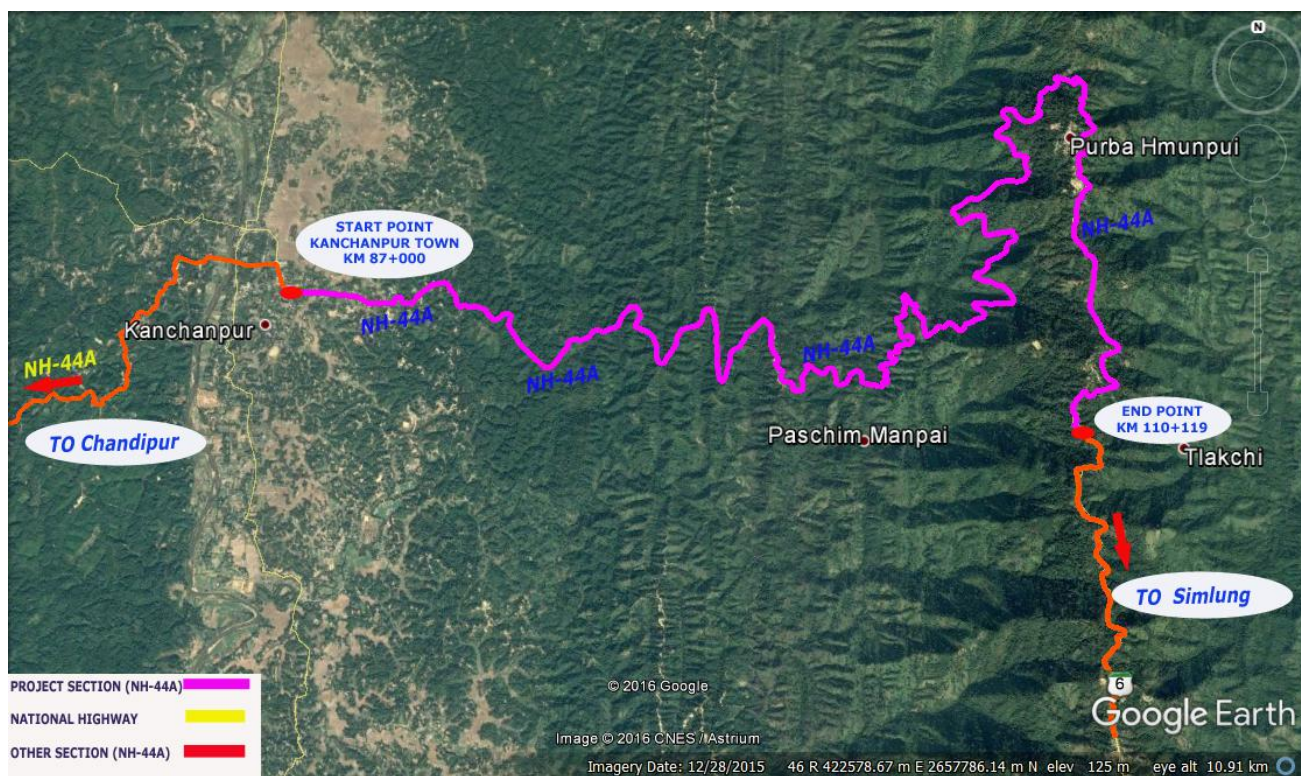 N
Purba Hmunpui
START POINT
KANCHANPUR TOWN
KM 87+000
NH-44A
NH-44A
Kanchanpur
NH-44A
NH-44A
NH-44A
TO Chandipur
END POINT
KM 110+119
Paschim Manpai
Tlakchi
TO Simlung
PROJECT SECTION (NH-44A)
NATIONAL HIGHWAY
OTHER SECTION (NH-44A)
© 2016 Google
6
Google Earth
Image © 2016 CNES / Astrium
Imagery Date: 12/28/2015 46 R 422578.67 m E 2657786.14 m N elev 125 m eye alt 10.91 km